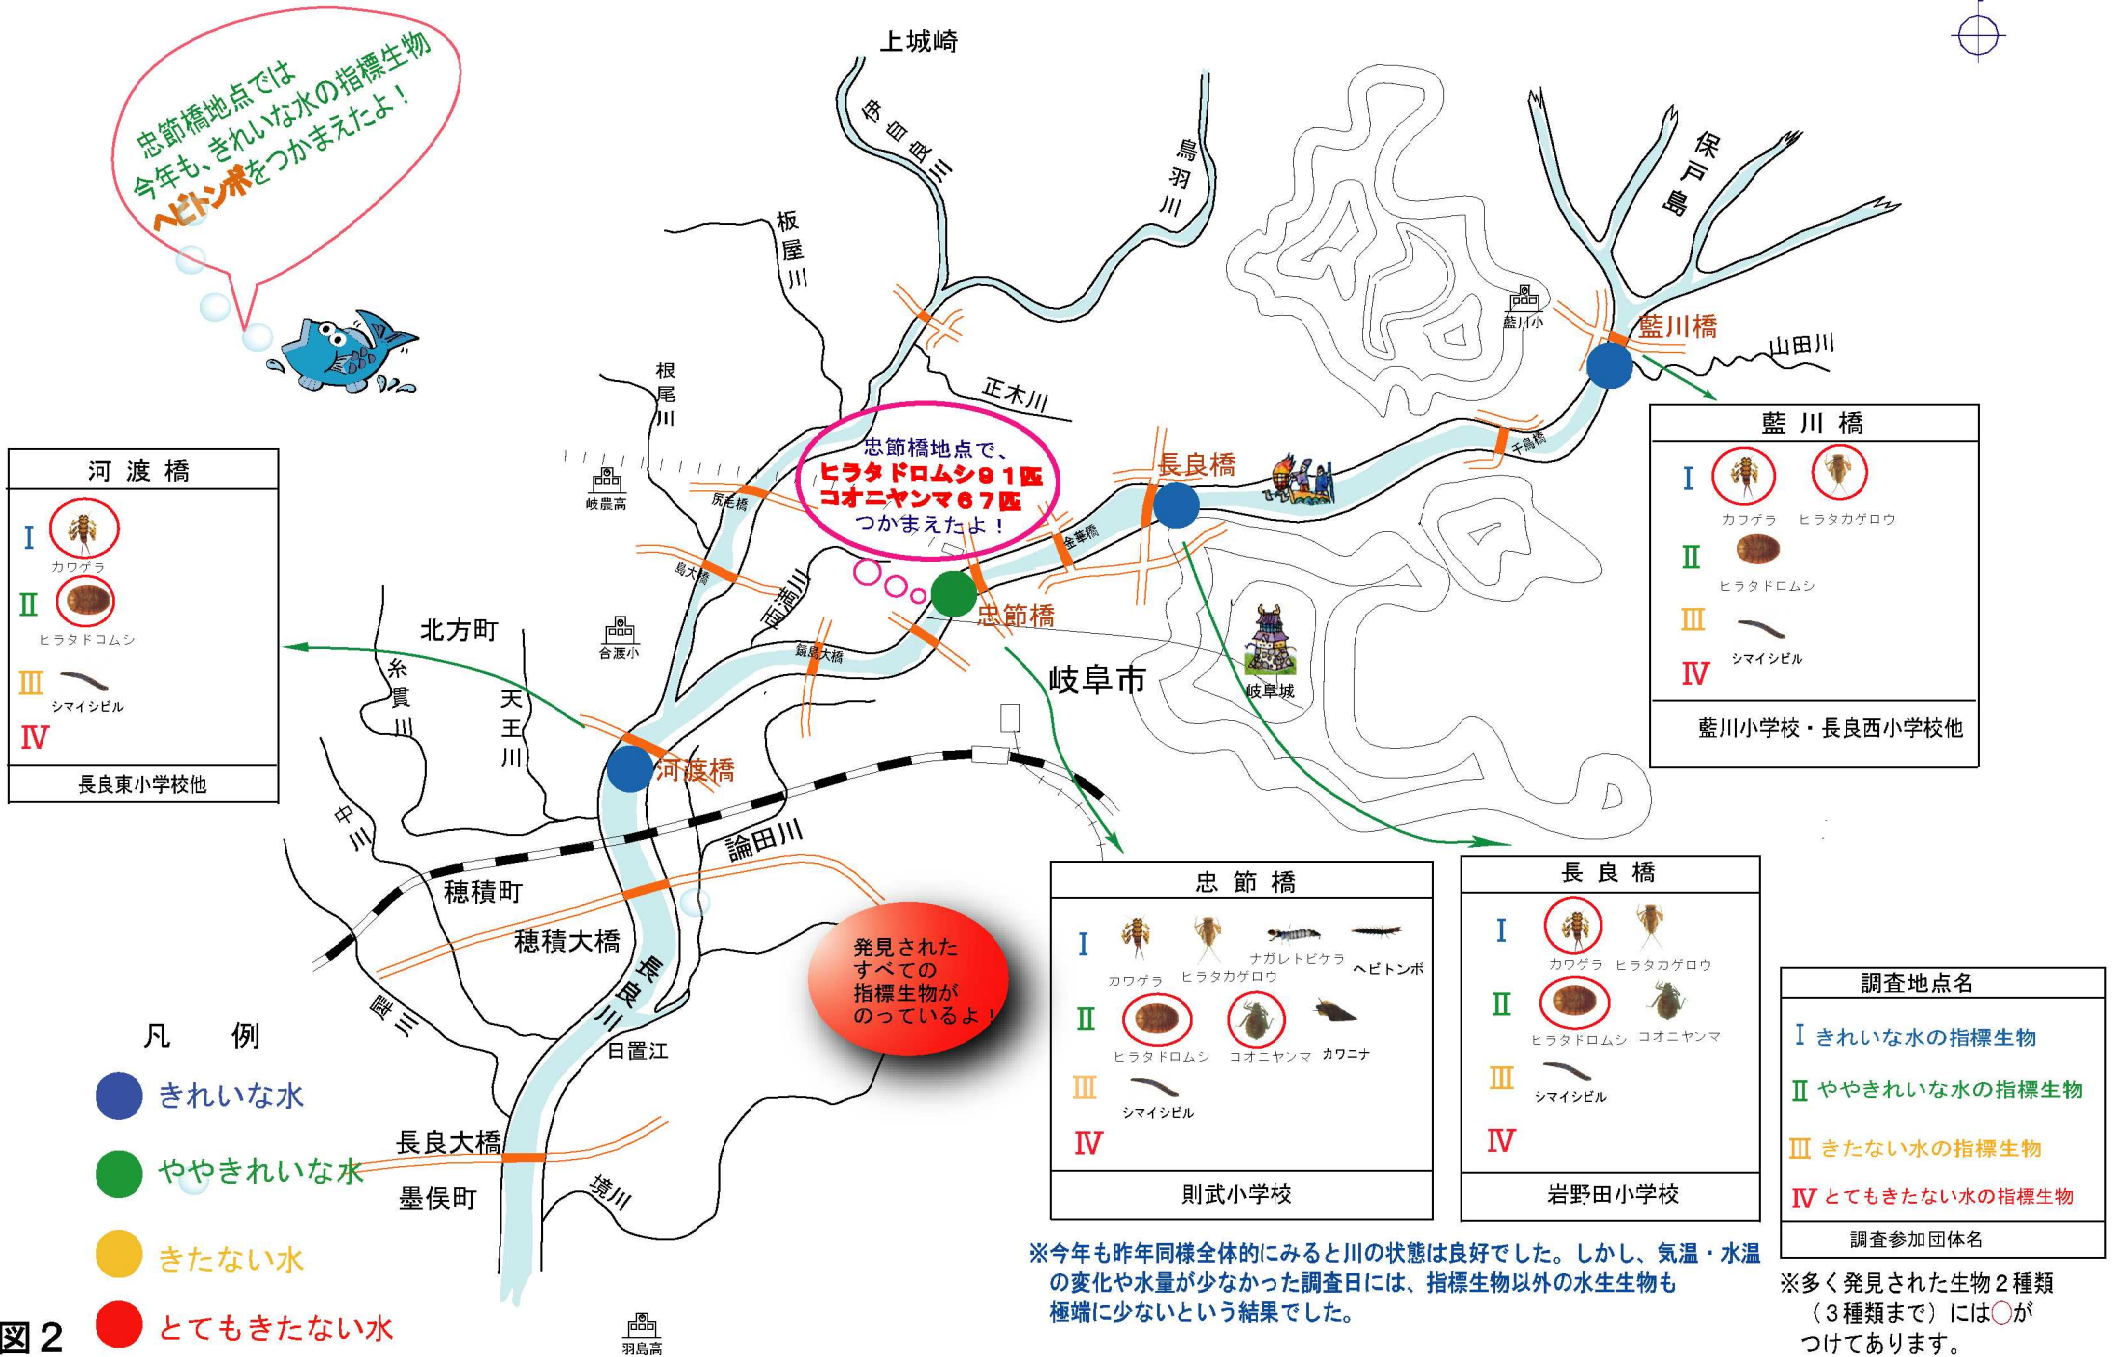 忠節橋地点では
今年も、きれいな水の指標生物
ヘビトンボをつかまえたよ！
上城崎
伊自良川
鳥羽川
保戸島
板屋川
根尾川
正木川
藍川小
藍川橋
山田川
千鳥橋
長良橋
金華橋
忠節橋地点で、
ヒラタドロムシ９１匹
コオニヤンマ６７匹
つかまえたよ！
尻毛橋
岐農高
島大橋
両満川
合渡小
鏡島大橋
忠節橋
岐阜市
岐阜城
北方町
糸貫川
天王川
河渡橋
中川
論田川
穂積町
穂積大橋
長良川
犀川
日置江
長良大橋
墨俣町
境川
羽島高
発見された
すべての
指標生物が
のっているよ！
河渡橋
Ⅰ
カワゲラ
Ⅱ
ヒラタドコムシ
Ⅲ
シマイシビル
Ⅳ
長良東小学校他
藍川橋
Ⅰ
カワゲラ ヒラタカゲロウ
Ⅱ
ヒラタドロムシ
Ⅲ
シマイシビル
Ⅳ
藍川小学校・長良西小学校他
忠節橋
Ⅰ
カワゲラ ヒラタカゲロウ ナガレトビケラ ヘビトンボ
Ⅱ
ヒラタドロムシ コオニヤンマ カワニナ
Ⅲ
シマイシビル
Ⅳ
則武小学校
長良橋
Ⅰ
カワゲラ ヒラタカゲロウ
Ⅱ
ヒラタドロムシ コオニヤンマ
Ⅲ
シマイシビル
Ⅳ
岩野田小学校
調査地点名
Ⅰ きれいな水の指標生物
Ⅱ ややきれいな水の指標生物
Ⅲ きたない水の指標生物
Ⅳ とてもきたない水の指標生物
調査参加団体名
※多く発見された生物２種類
（３種類まで）には○が
つけてあります。
※今年も昨年同様全体的にみると川の状態は良好でした。しかし、気温・水温
の変化や水量が少なかった調査日には、指標生物以外の水生生物も
極端に少ないという結果でした。
凡　例
きれいな水
ややきれいな水
きたない水
とてもきたない水
図２